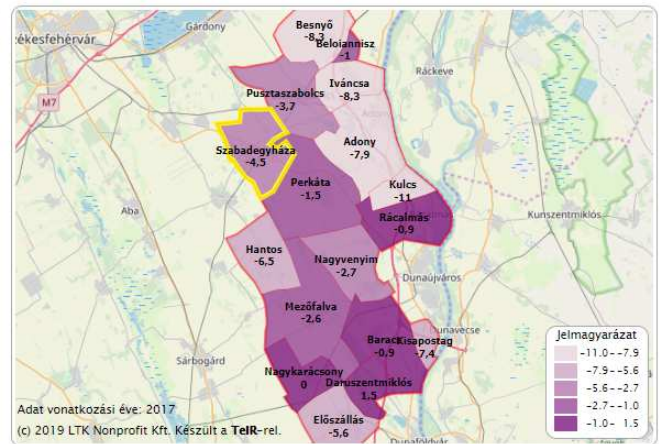 Besnyő
-8,3
Gárdony
Beloiannisz
-1
Iváncsa
-8,3
Ráckeve
M7
Pusztaszabolcs
-3,7
Adony
-7,9
Szabadegyháza
-4,5
Perkáta
-1,5
Kulcs
-11
Aba
Rácalmás
-0,9
Kunszentmiklós
Hantos
-6,5
Nagyvenyim
-2,7
Dunaújváros
Mezőfalva
-2,6
Baracs
-0,9
Kisapostag
-7,4
Sárbogárd
Nagykarácsony
0
Daruszentmiklós
1,5
Előszállás
-5,6
Dunaföldvár
Jelmagyarázat
-11.0 - -7.9
-7.9 - -5.6
-5.6 - -2.7
-2.7 - -1.0
-1.0 - 1.5
Adat vonatkozási éve: 2017
(c) 2019 LTK Nonprofit Kft. Készült a TeIR-rel.